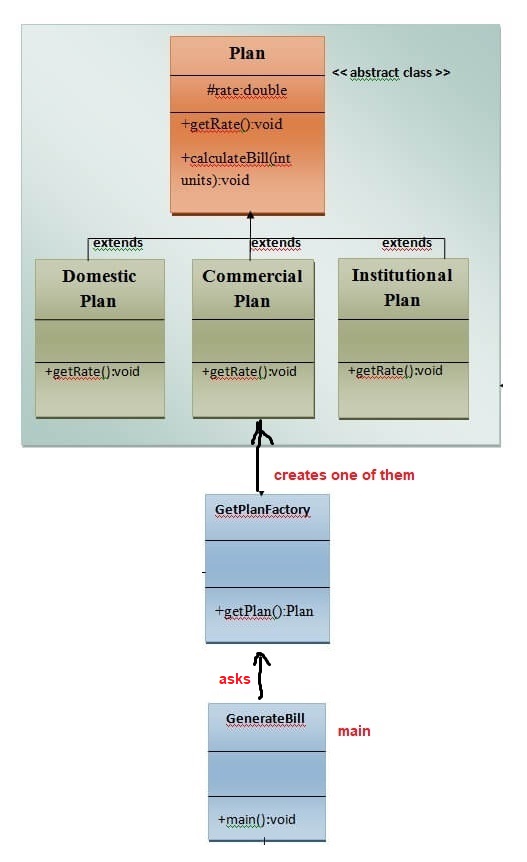 Plan
<< abstract class >>
#rate:double
+getRate():void
+calculateBill(int
units):void
extends
extends
extends
Domestic
Plan
+getRate():void
Commercial
Plan
+getRate():void
Institutional
Plan
+getRate():void
creates one of them
GetPlanFactory
+getPlan():Plan
asks
GenerateBill
main
+main():void